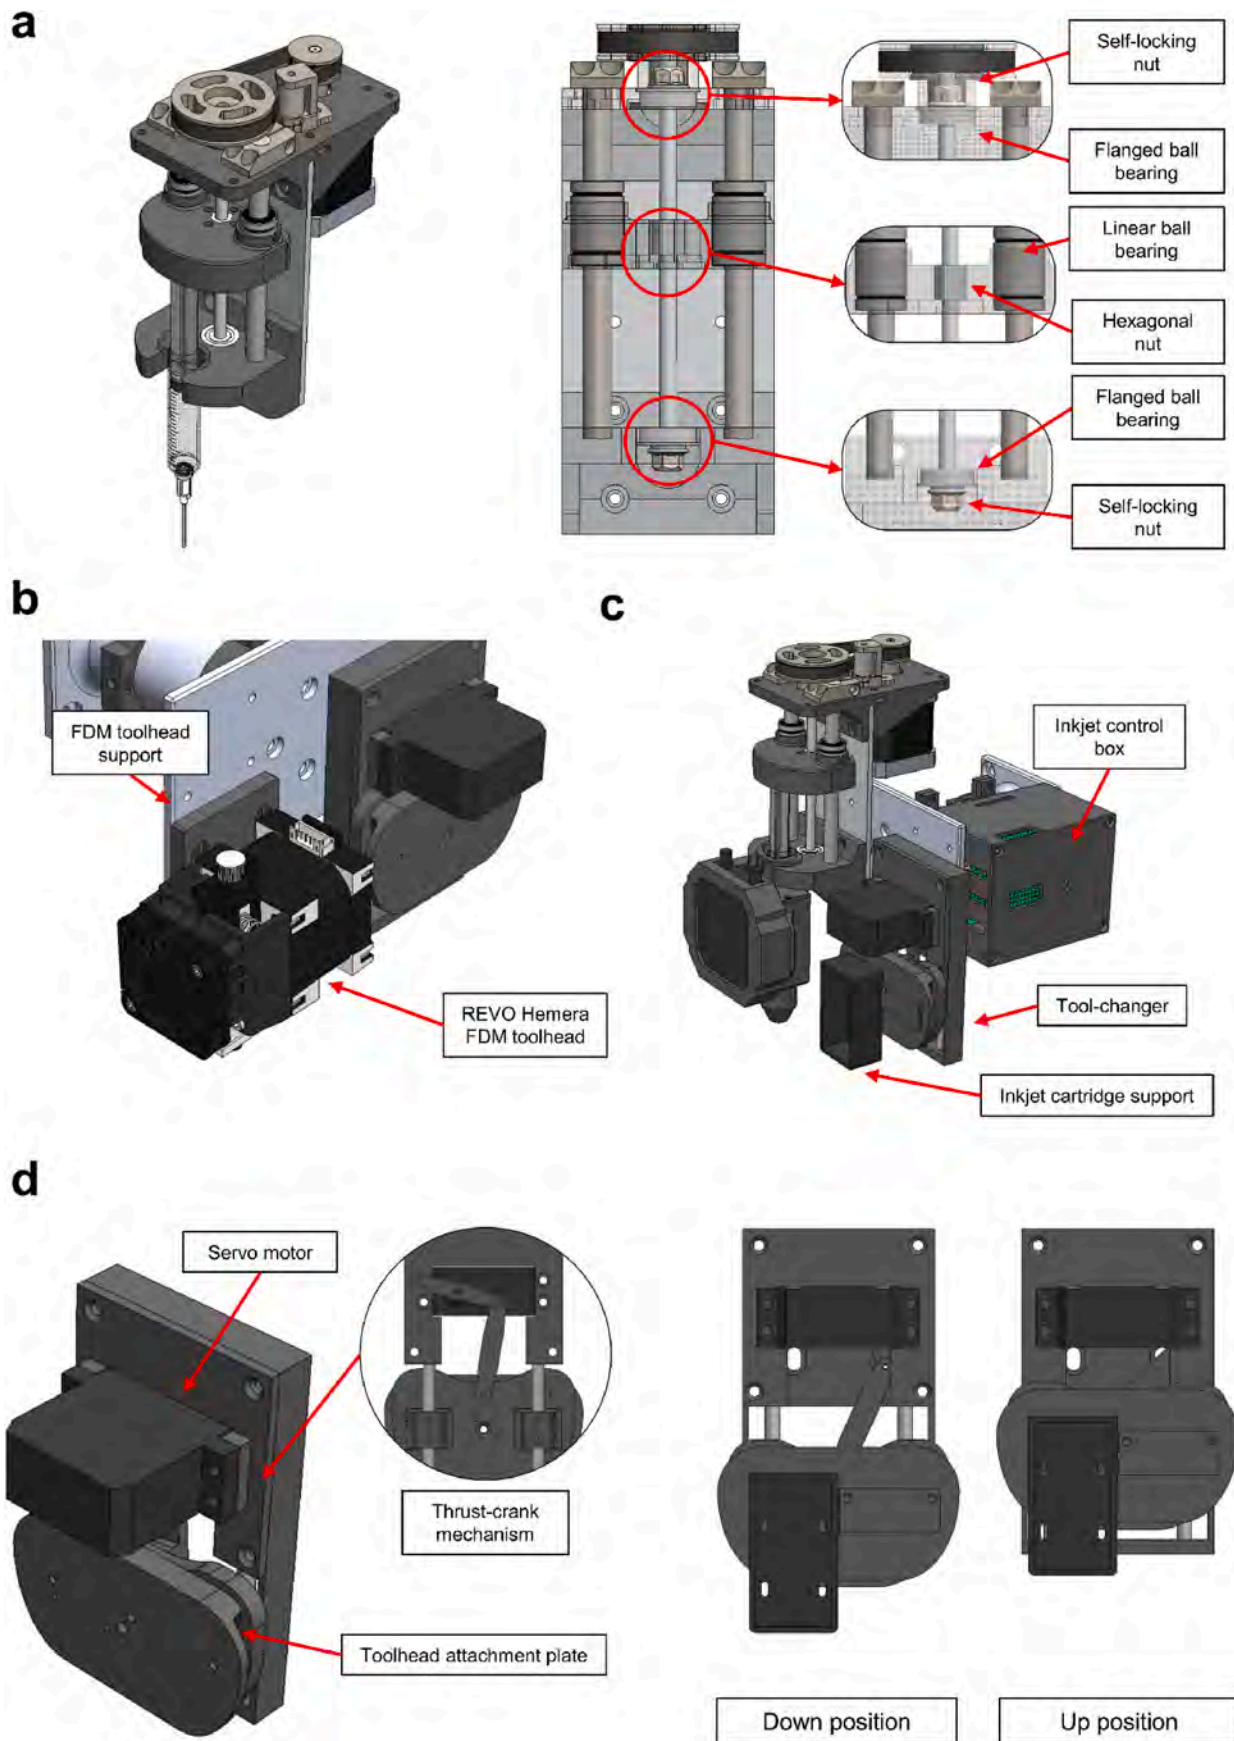 a
Self-locking
nut
Flanged ball
bearing
Linear ball
bearing
Hexagonal
nut
Flanged ball
bearing
Self-locking
nut
b
FDM toolhead
support
REVO Hemera
FDM toolhead
c
Inkjet control
box
Tool-changer
Inkjet cartridge support
d
Servo motor
Thrust-crank
mechanism
Toolhead attachment plate
Down position
Up position